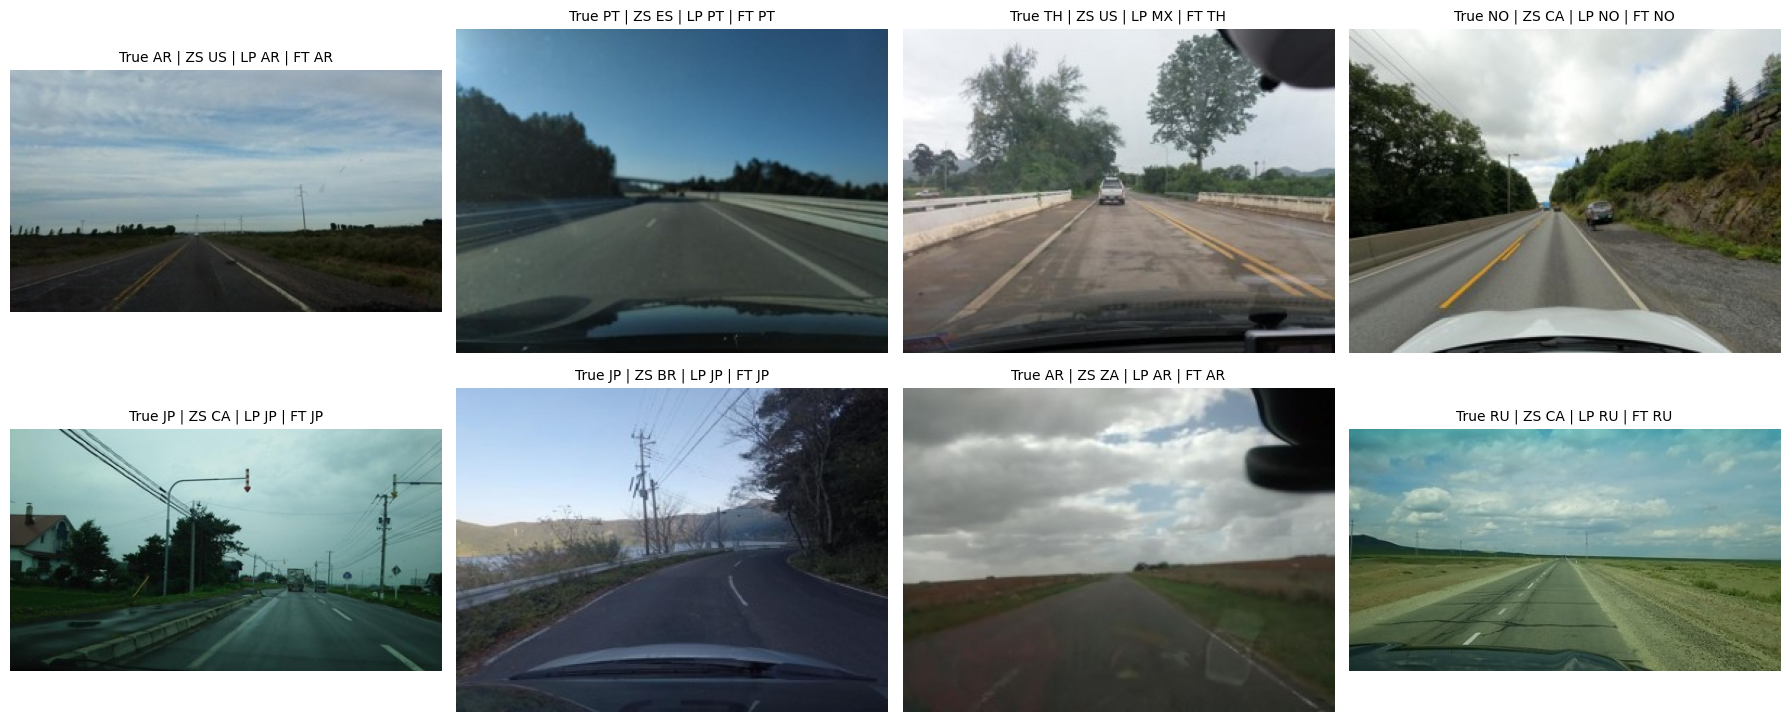 True AR | ZS US | LP AR | FT AR
True PT | ZS ES | LP PT | FT PT
True TH | ZS US | LP MX | FT TH
True NO | ZS CA | LP NO | FT NO
True JP | ZS CA | LP JP | FT JP
True JP | ZS BR | LP JP | FT JP
True AR | ZS ZA | LP AR | FT AR
True RU | ZS CA | LP RU | FT RU